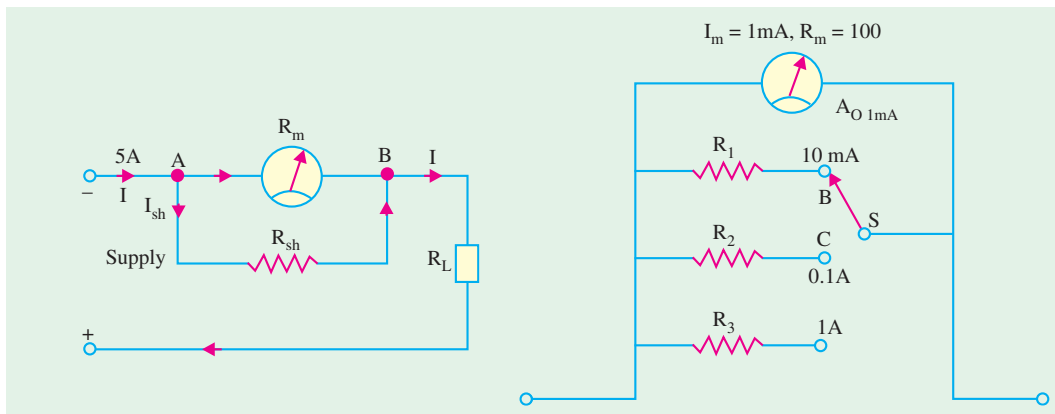 R_m
5A
A
B
I
−
I
I_sh
Supply
R_sh
R_L
+
I_m = 1mA, R_m = 100
A_O 1mA
R_1
10 mA
B
S
R_2
C
0.1A
R_3
1A